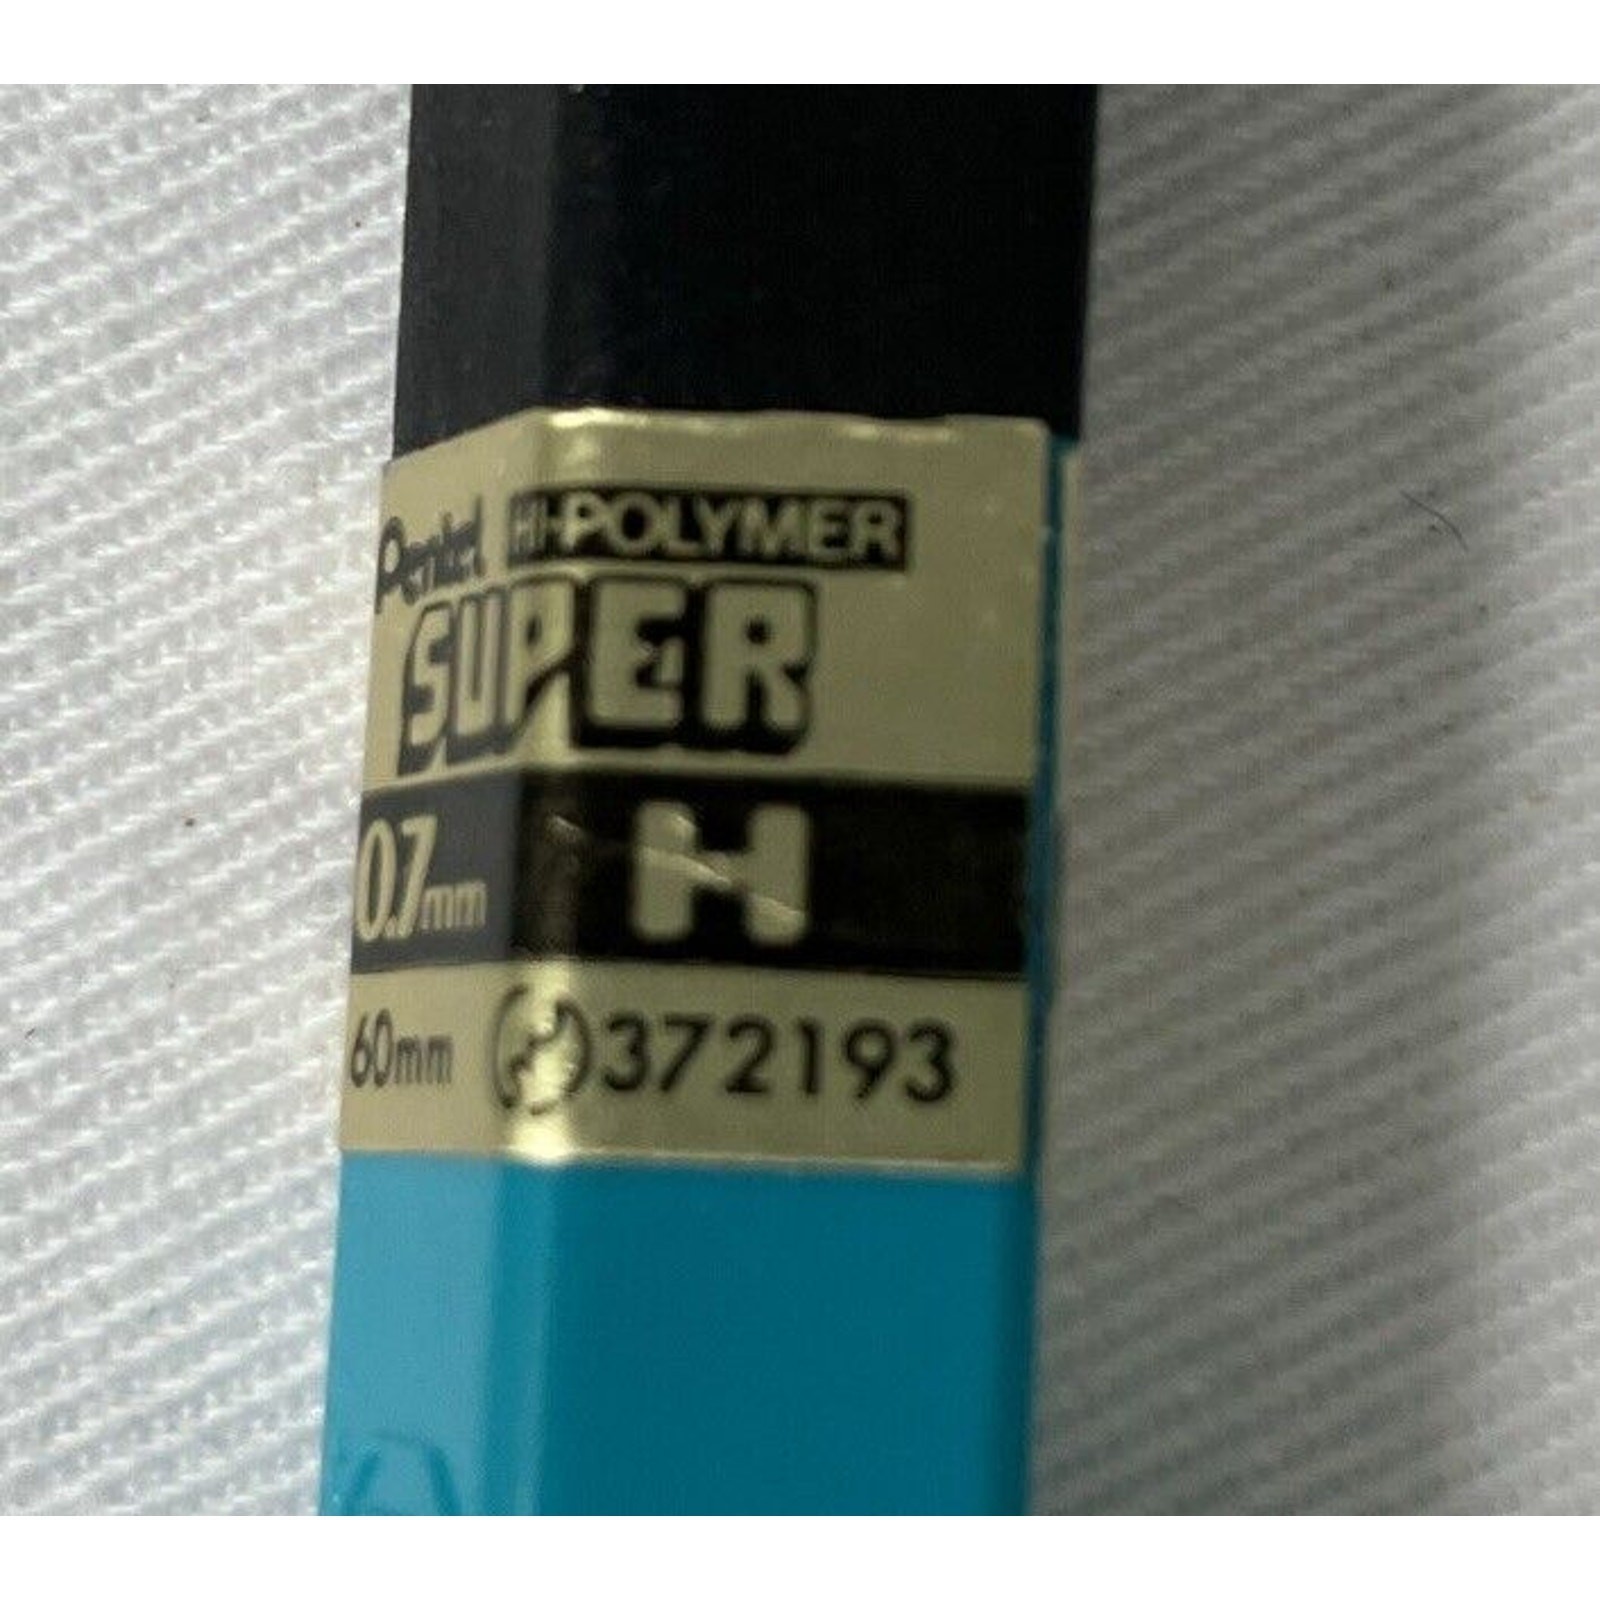 Pentel HI-POLYMER
SUPER
0.7mm H
60mm 372193